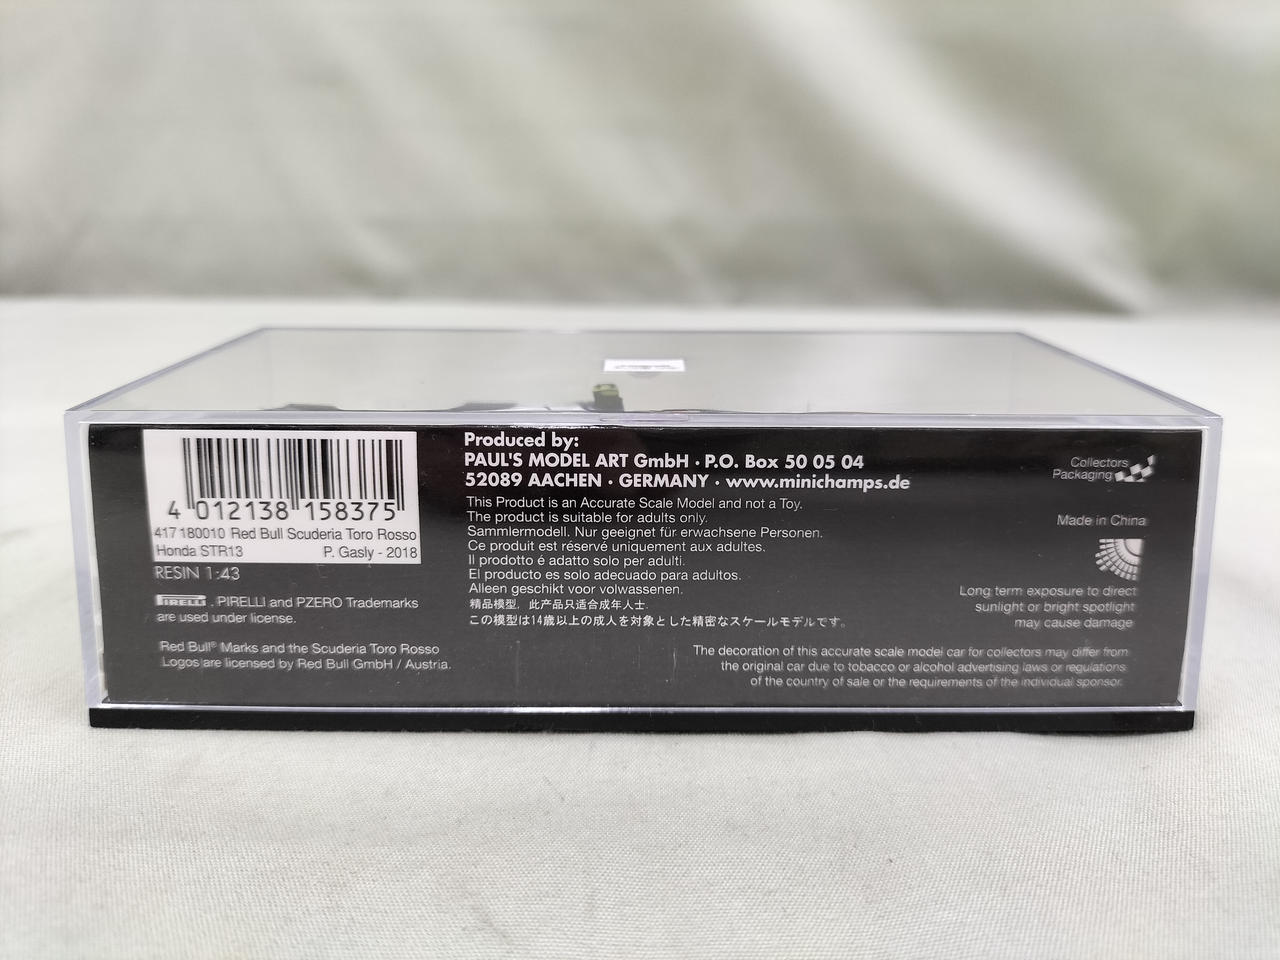 4 012138 158375
417 180010 Red Bull Scuderia Toro Rosso
Honda STR13 P. Gasly - 2018
RESIN 1:43
PIRELLI . PIRELLI and PZERO Trademarks
are used under license.
Red Bull® Marks and the Scuderia Toro Rosso
Logos are licensed by Red Bull GmbH / Austria.
Produced by:
PAUL'S MODEL ART GmbH · P.O. Box 50 05 04
52089 AACHEN · GERMANY · www.minichamps.de
This Product is an Accurate Scale Model and not a Toy.
The product is suitable for adults only.
Sammlermodell. Nur geeignet für erwachsene Personen.
Ce produit est réservé uniquement aux adultes.
Il prodotto é adatto solo per adulti.
El producto es solo adecuado para adultos.
Alleen geschikt voor volwassenen.
精品模型，此产品只适合成年人士.
この模型は14歳以上の成人を対象とした精密なスケールモデルです。
Collectors
Packaging
Made in China
Long term exposure to direct
sunlight or bright spotlight
may cause damage
The decoration of this accurate scale model car for collectors may differ from
the original car due to tobacco or alcohol advertising laws or regulations
of the country of sale or the requirements of the individual sponsor.